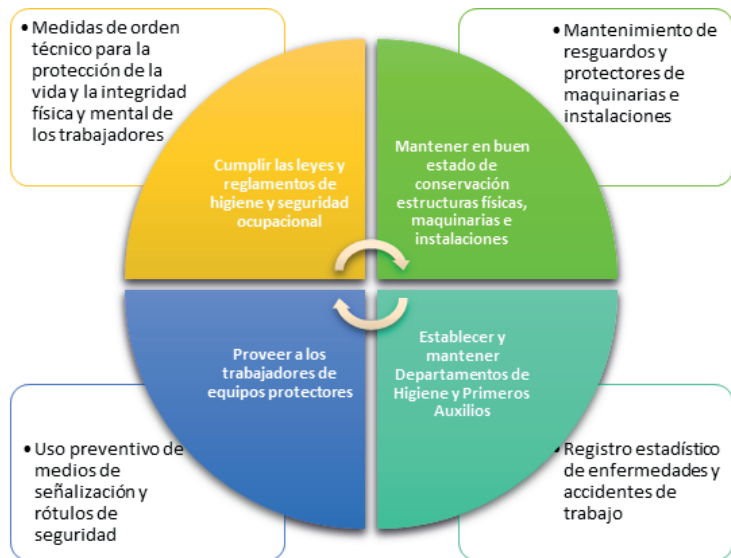 • Medidas de orden
técnico para la
protección de la
vida y la integridad
física y mental de
los trabajadores
• Mantenimiento de
resguardos y
protectores de
maquinarias e
instalaciones
Cumplir las leyes y
reglamentos de
higiene y seguridad
ocupacional
Mantener en buen
estado de
conservación
estructuras físicas,
maquinarias e
instalaciones
Proveer a los
trabajadores de
equipos protectores
Establecer y
mantener
Departamentos de
Higiene y Primeros
Auxilios
• Uso preventivo de
medios de
señalización y
rótulos de
seguridad
• Registro estadístico
de enfermedades y
accidentes de
trabajo